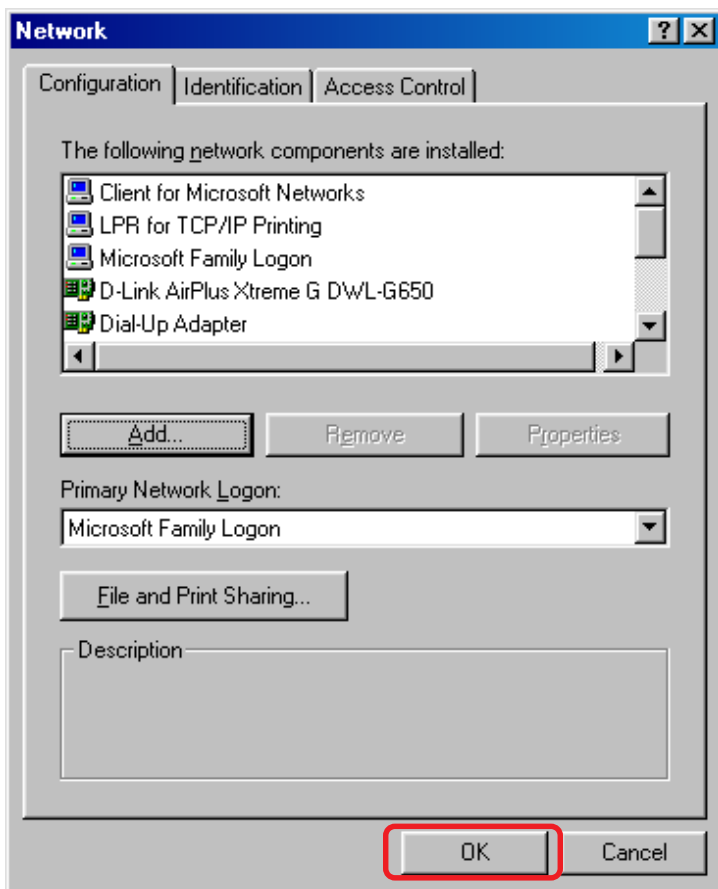 Network
Configuration Identification Access Control
The following network components are installed:
Client for Microsoft Networks
LPR for TCP/IP Printing
Microsoft Family Logon
D-Link AirPlus Xtreme G DWL-G650
Dial-Up Adapter
Add... Remove Properties
Primary Network Logon:
Microsoft Family Logon
File and Print Sharing...
Description
OK Cancel